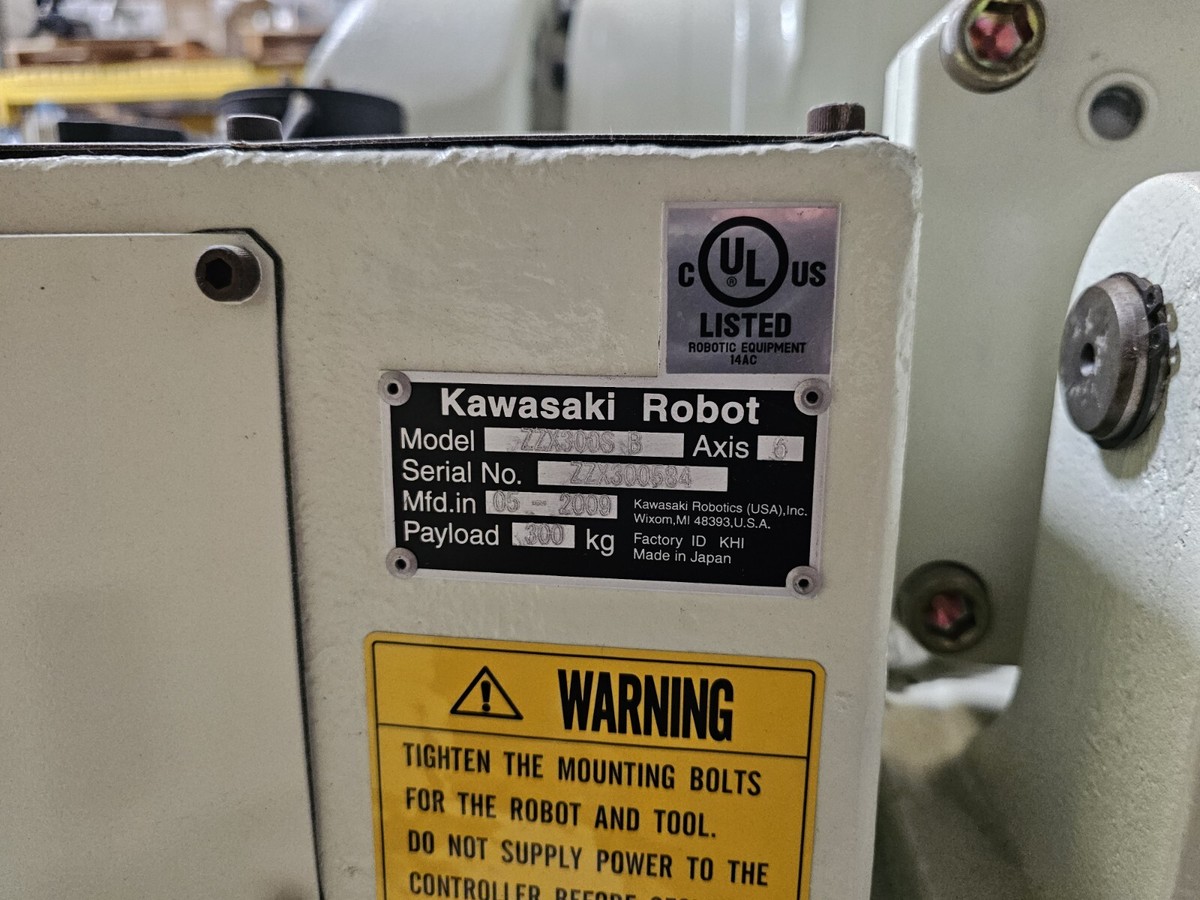 C UL US
®
LISTED
ROBOTIC EQUIPMENT
14AC
Kawasaki Robot
Model ZZX300S B Axis 6
Serial No. ZZX300684
Mfd.in 05 - 2009
Payload 300 kg
Kawasaki Robotics (USA),Inc.
Wixom,MI 48393,U.S.A.
Factory ID KHI
Made in Japan
WARNING
TIGHTEN THE MOUNTING BOLTS
FOR THE ROBOT AND TOOL.
DO NOT SUPPLY POWER TO THE
CONTROLLER BEFORE